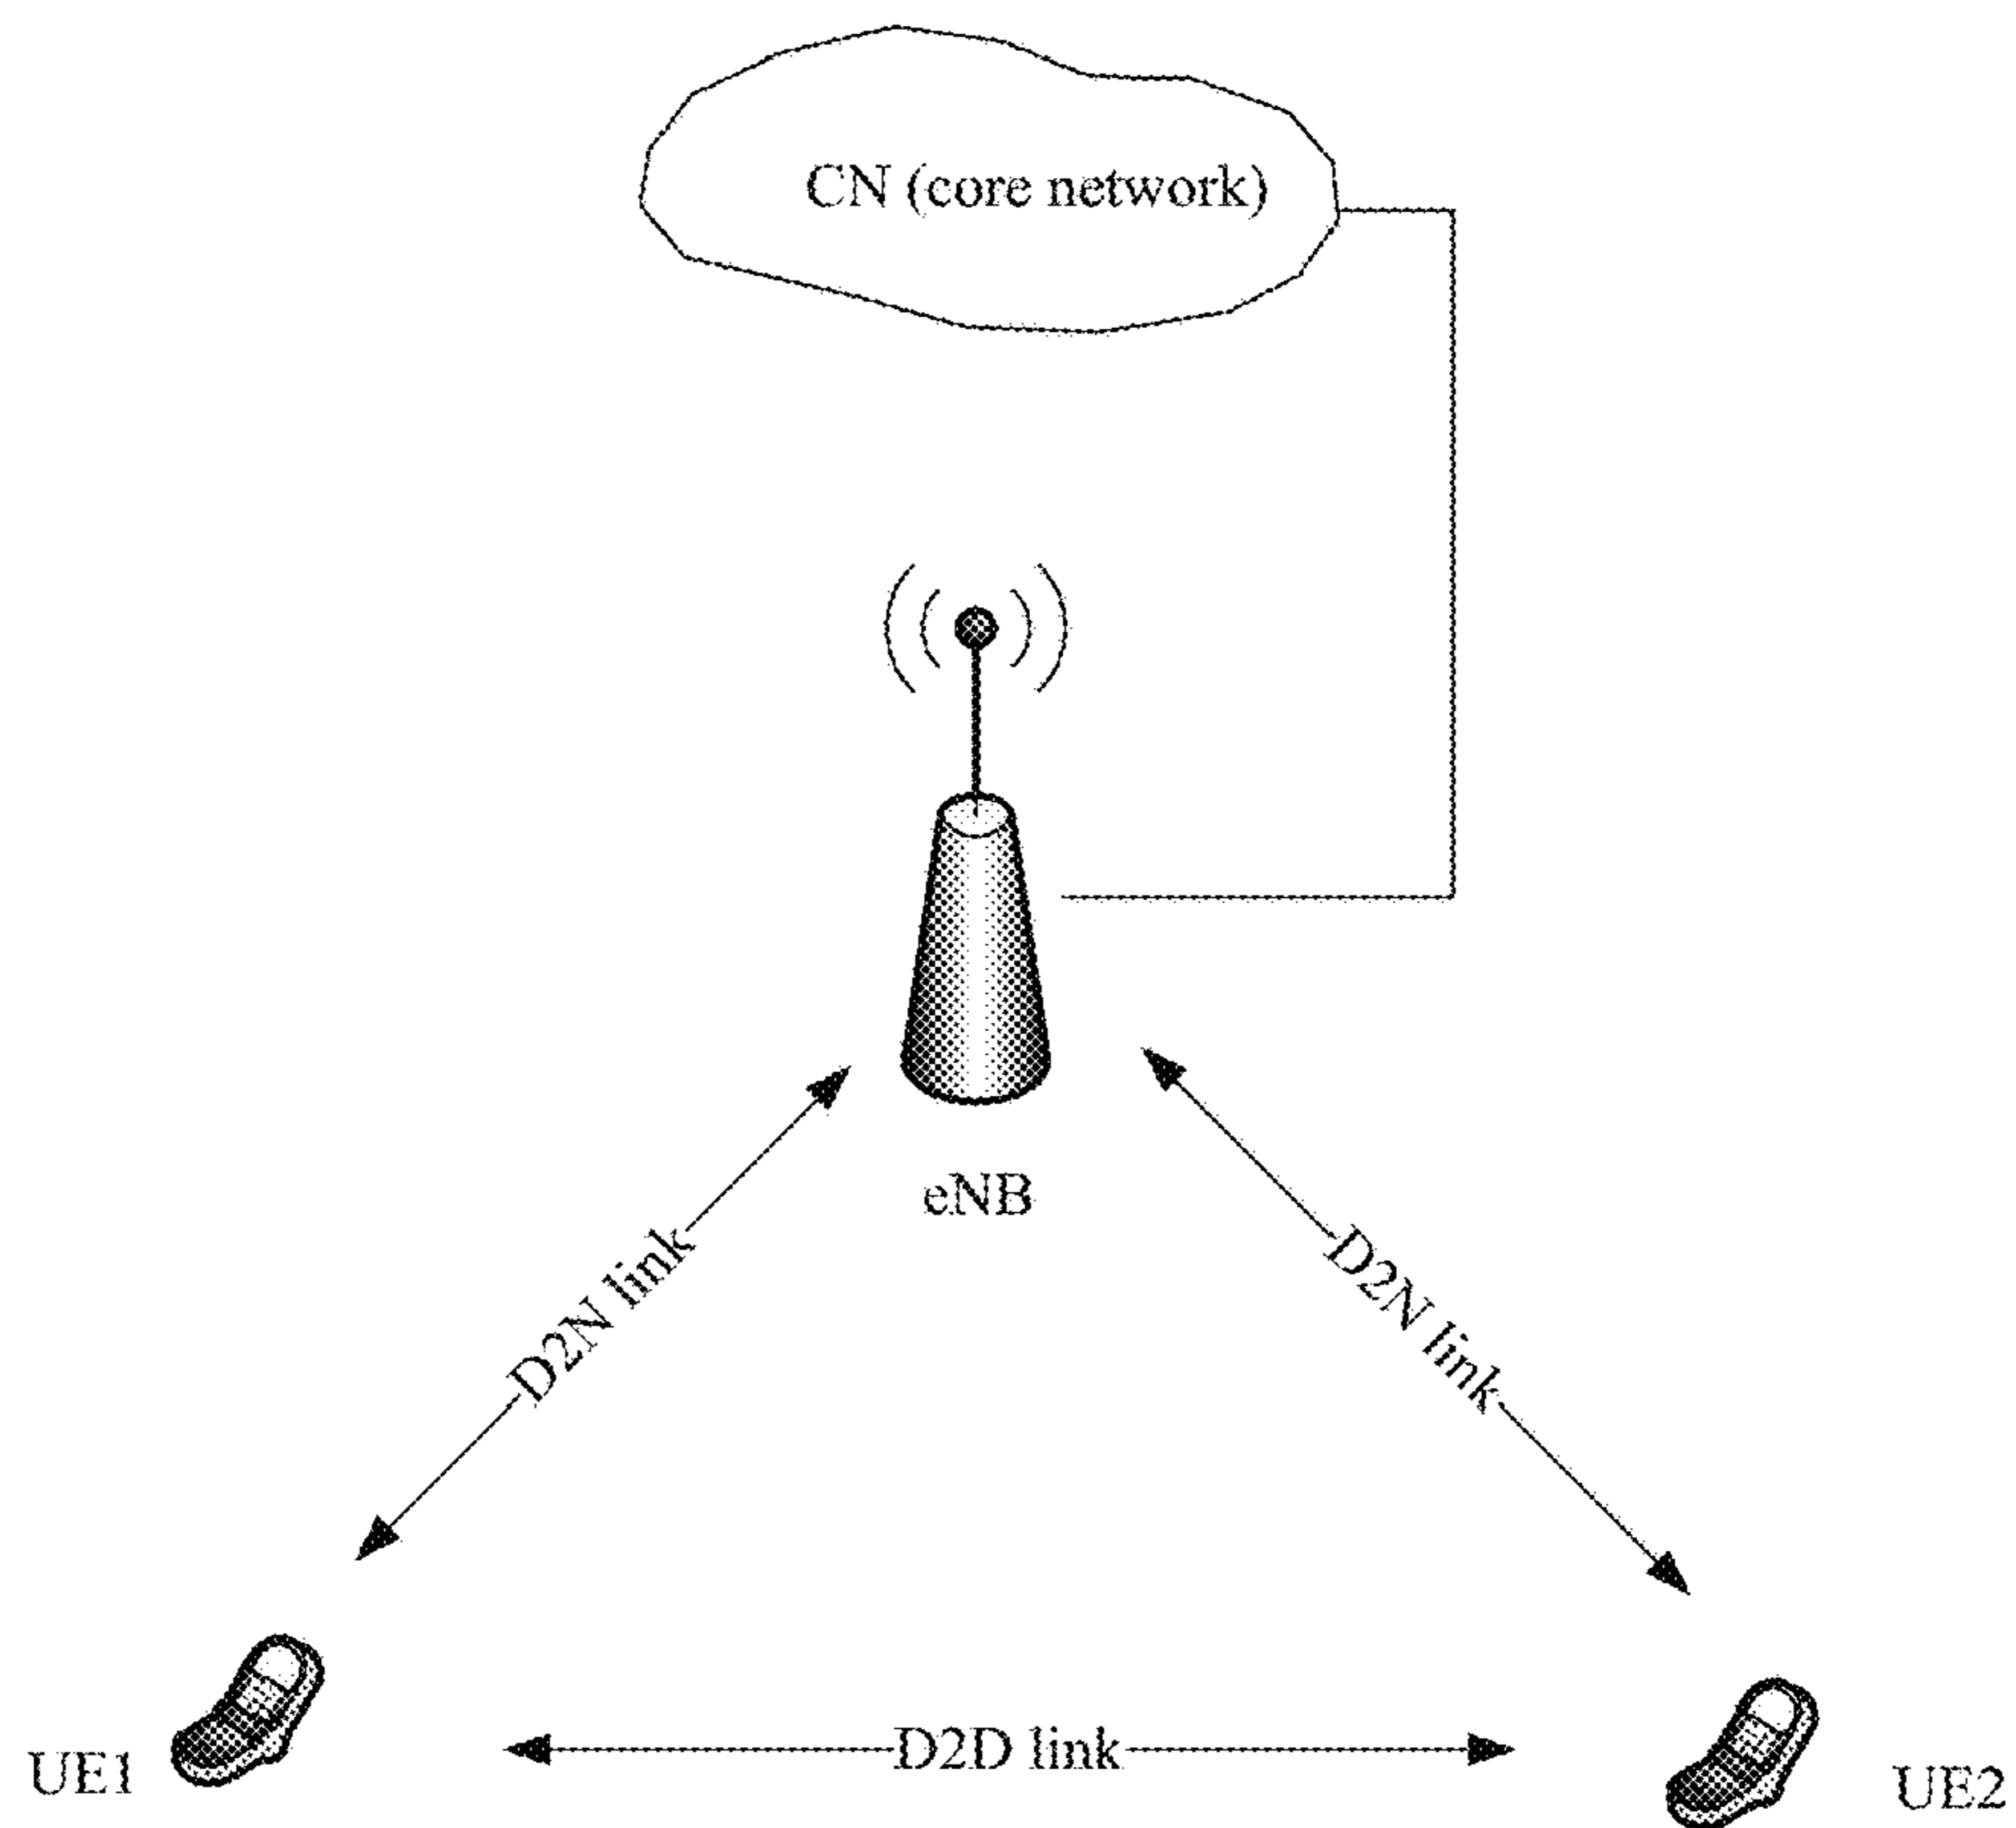 CN (core network)
eNB
D2N link
D2N link
D2D link
UE1
UE2